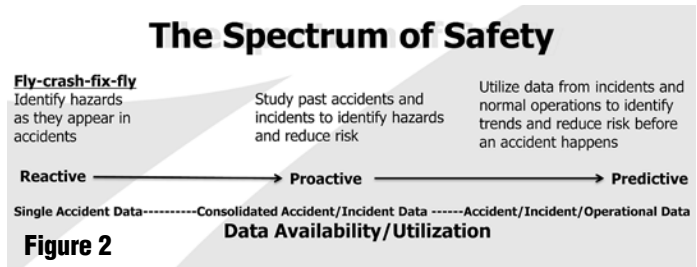 The Spectrum of Safety
Fly-crash-fix-fly
Identify hazards
as they appear in
accidents
Study past accidents and
incidents to identify hazards
and reduce risk
Utilize data from incidents and
normal operations to identify
trends and reduce risk before
an accident happens
Reactive
Proactive
Predictive
Single Accident Data----------Consolidated Accident/Incident Data ------Accident/Incident/Operational Data
Data Availability/Utilization
Figure 2